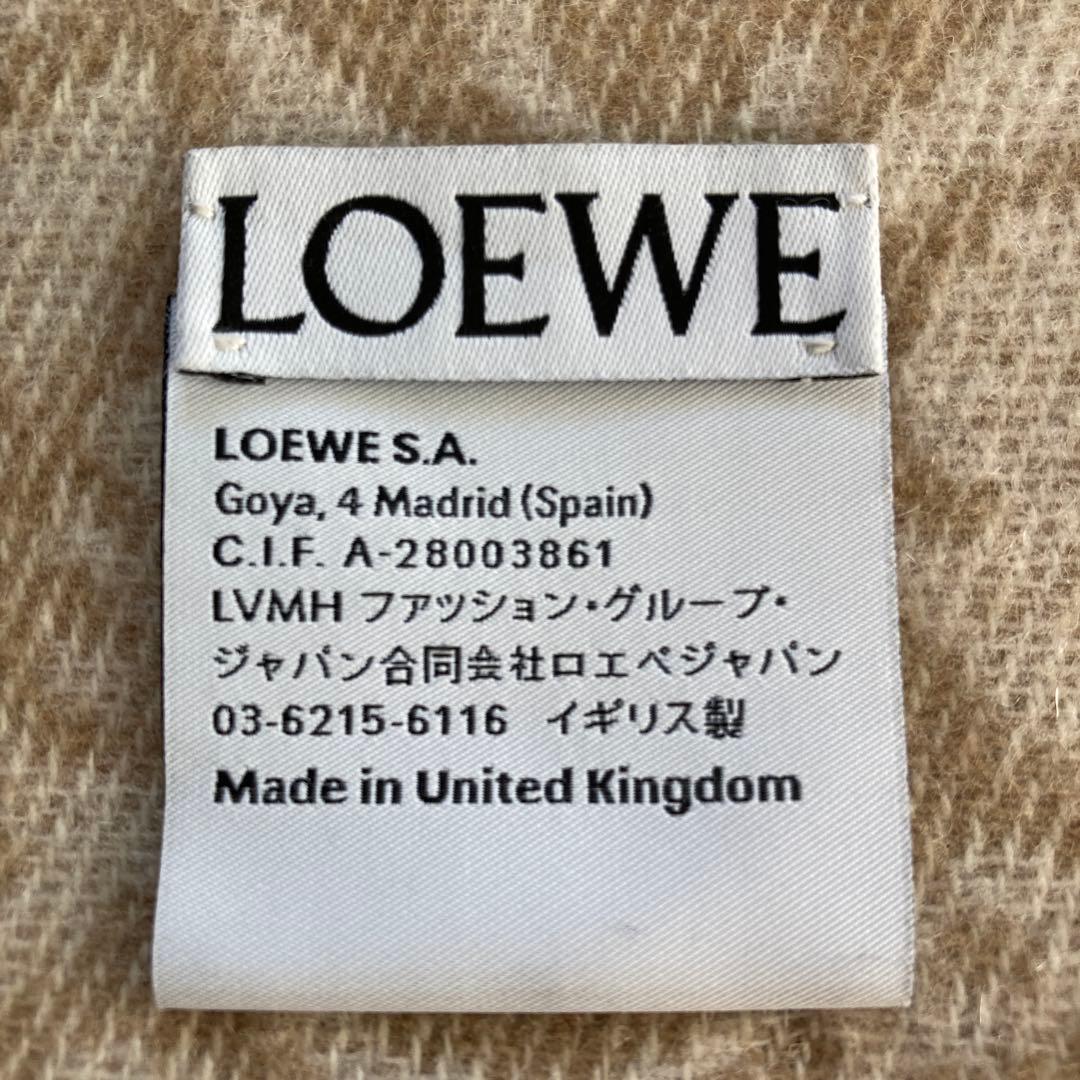 LOEWE
LOEWE S.A.
Goya, 4 Madrid (Spain)
C.I.F. A-28003861
LVMH ファッション・グループ・
ジャパン合同会社ロエベジャパン
03-6215-6116 イギリス製
Made in United Kingdom